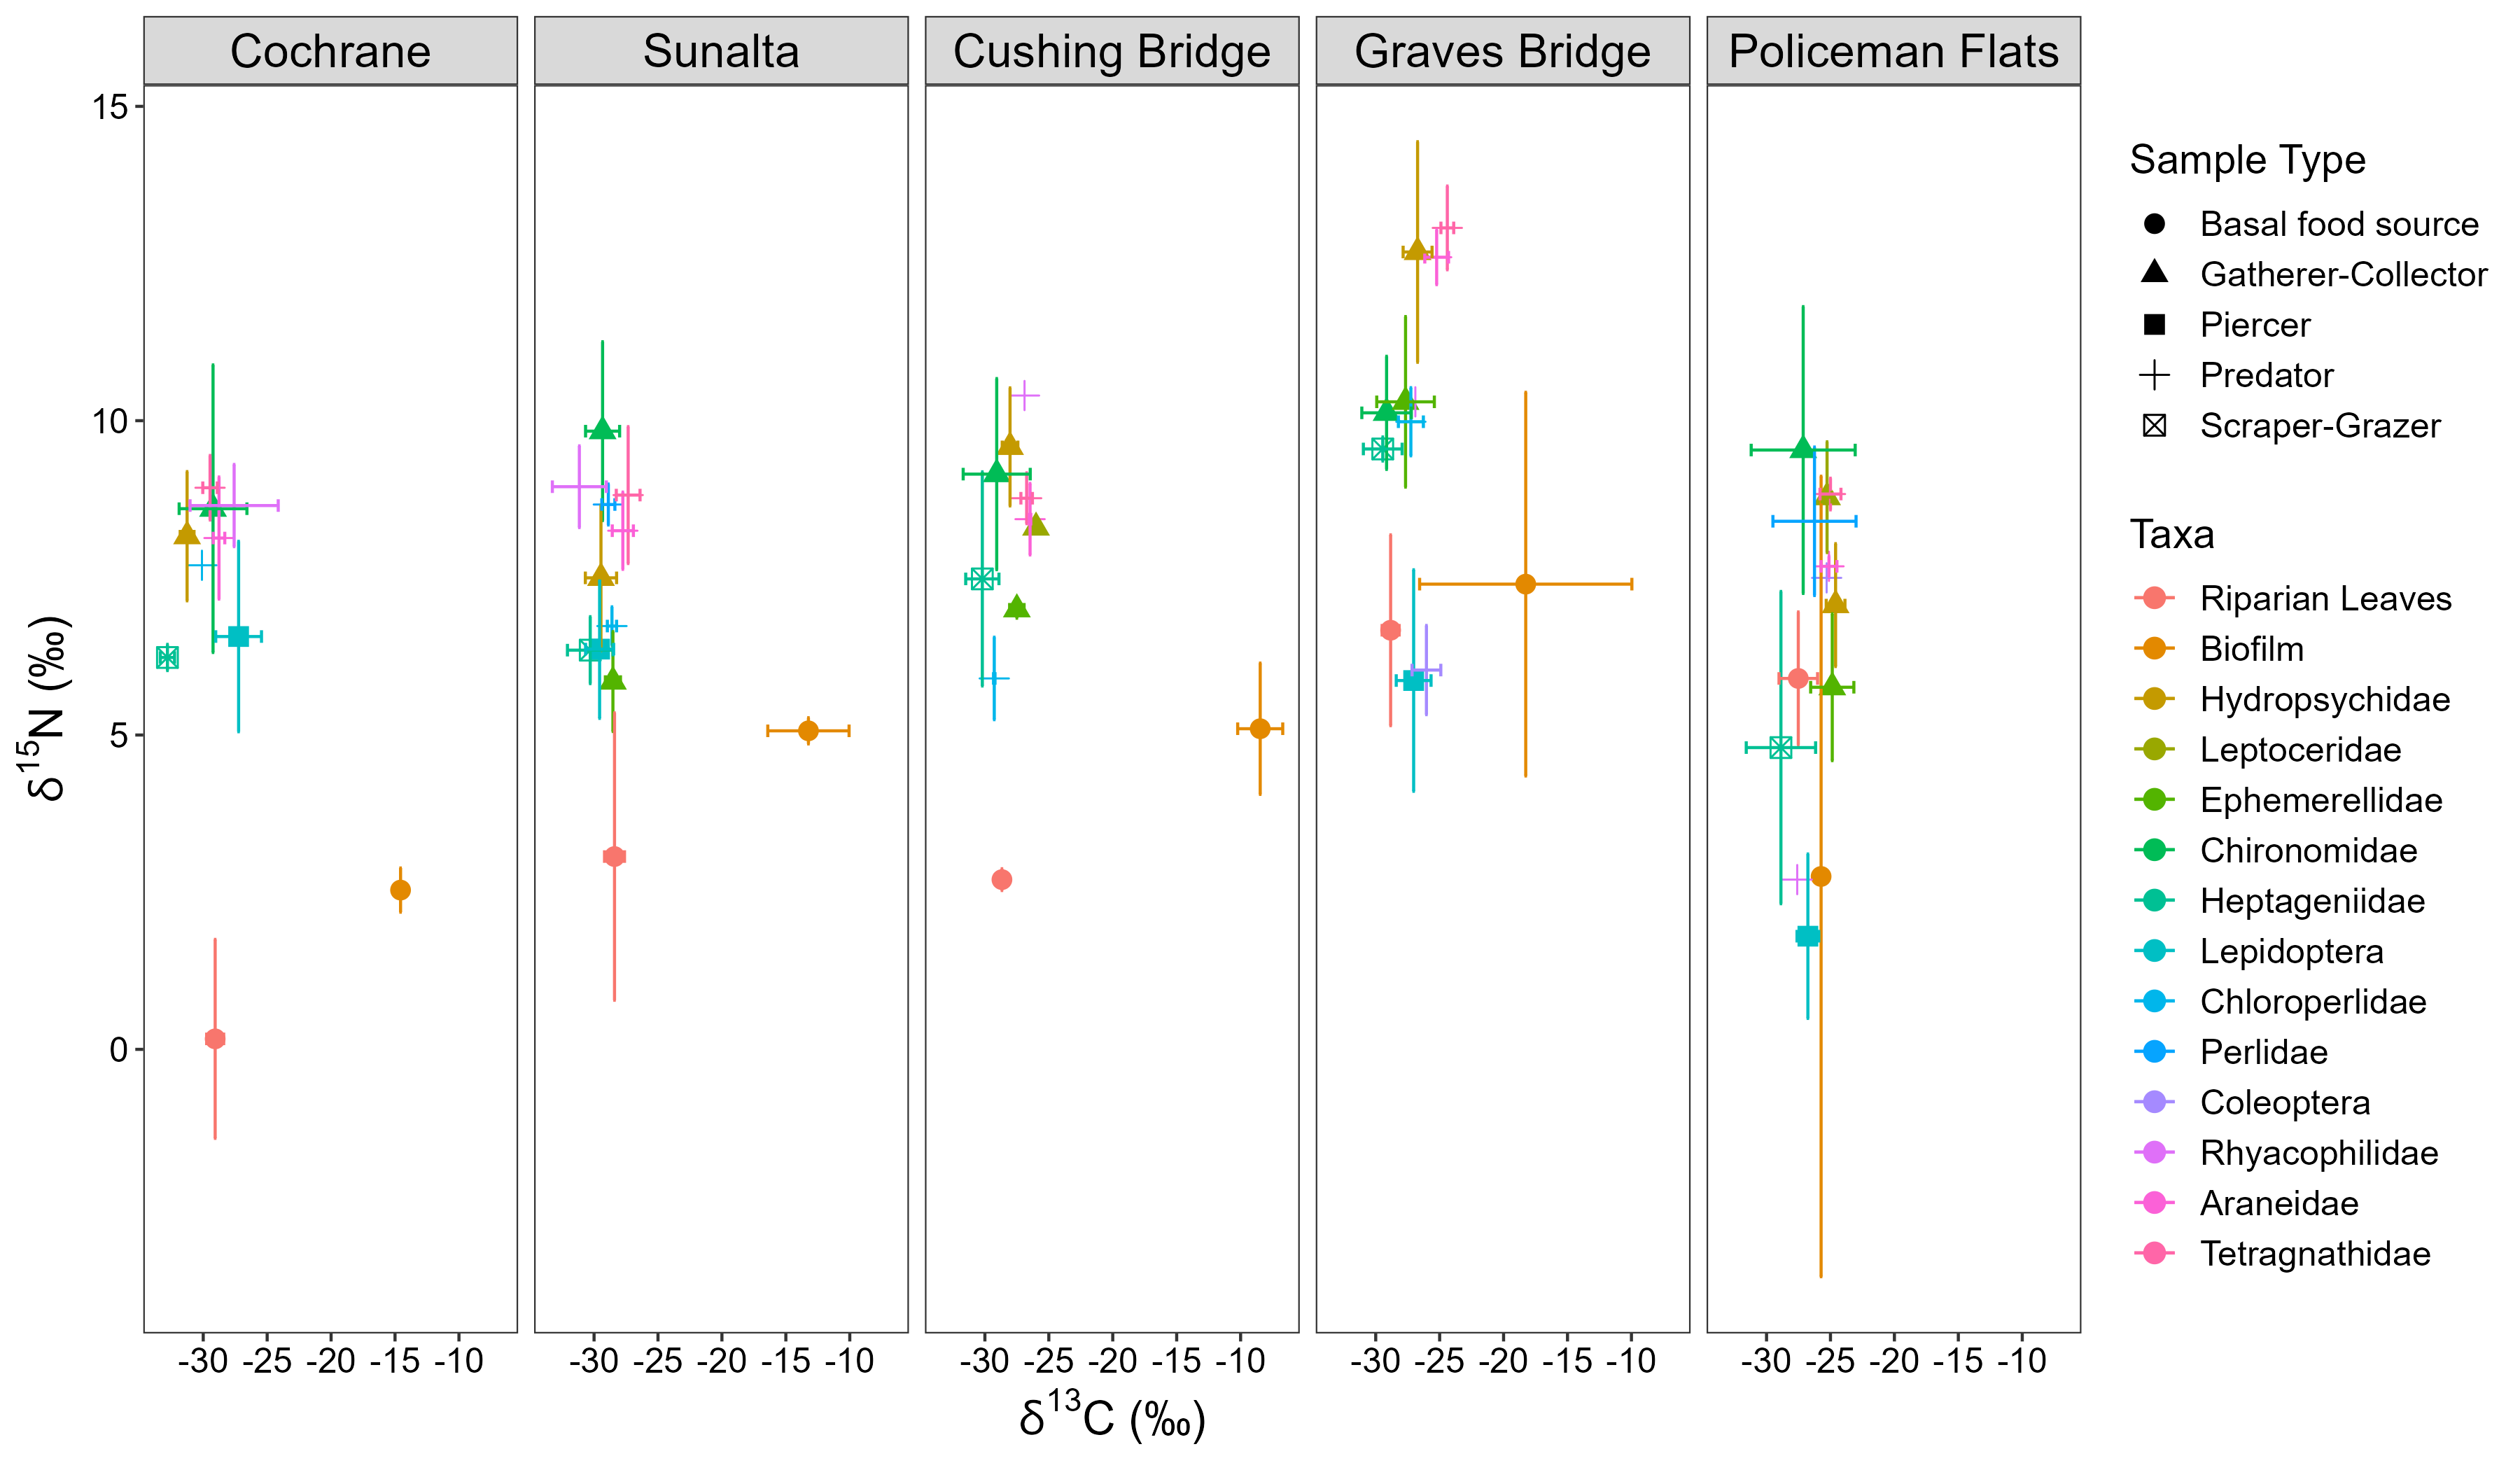 Cochrane
Sunalta
Cushing Bridge
Graves Bridge
Policeman Flats
15
10
5
0
δ15N (‰)
-30 -25 -20 -15 -10
-30 -25 -20 -15 -10
-30 -25 -20 -15 -10
-30 -25 -20 -15 -10
-30 -25 -20 -15 -10
δ13C (‰)
Sample Type
Basal food source
Gatherer-Collector
Piercer
Predator
Scraper-Grazer
Taxa
Riparian Leaves
Biofilm
Hydropsychidae
Leptoceridae
Ephemerellidae
Chironomidae
Heptageniidae
Lepidoptera
Chloroperlidae
Perlidae
Coleoptera
Rhyacophilidae
Araneidae
Tetragnathidae